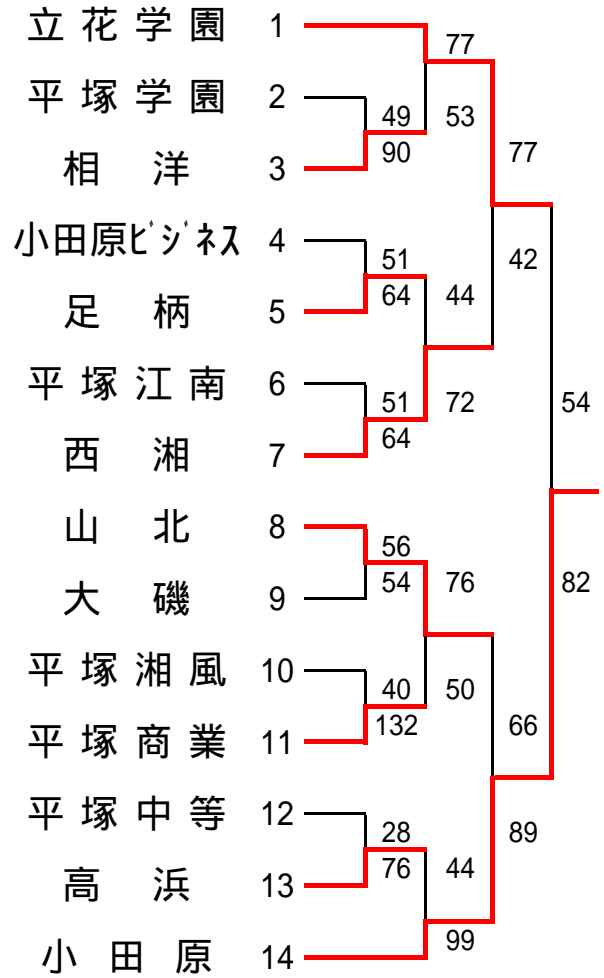 立花学園 1
77
平塚学園 2
49 53
相洋 3
90 77
小田原ﾋﾞｼﾞﾈｽ 4
51 42
足柄 5
64 44
平塚江南 6
51 72 54
西湘 7
64
山北 8
56
大磯 9
54 76 82
平塚湘風 10
40 50
平塚商業 11
132 66
平塚中等 12
28 89
高浜 13
76 44
小田原 14
99